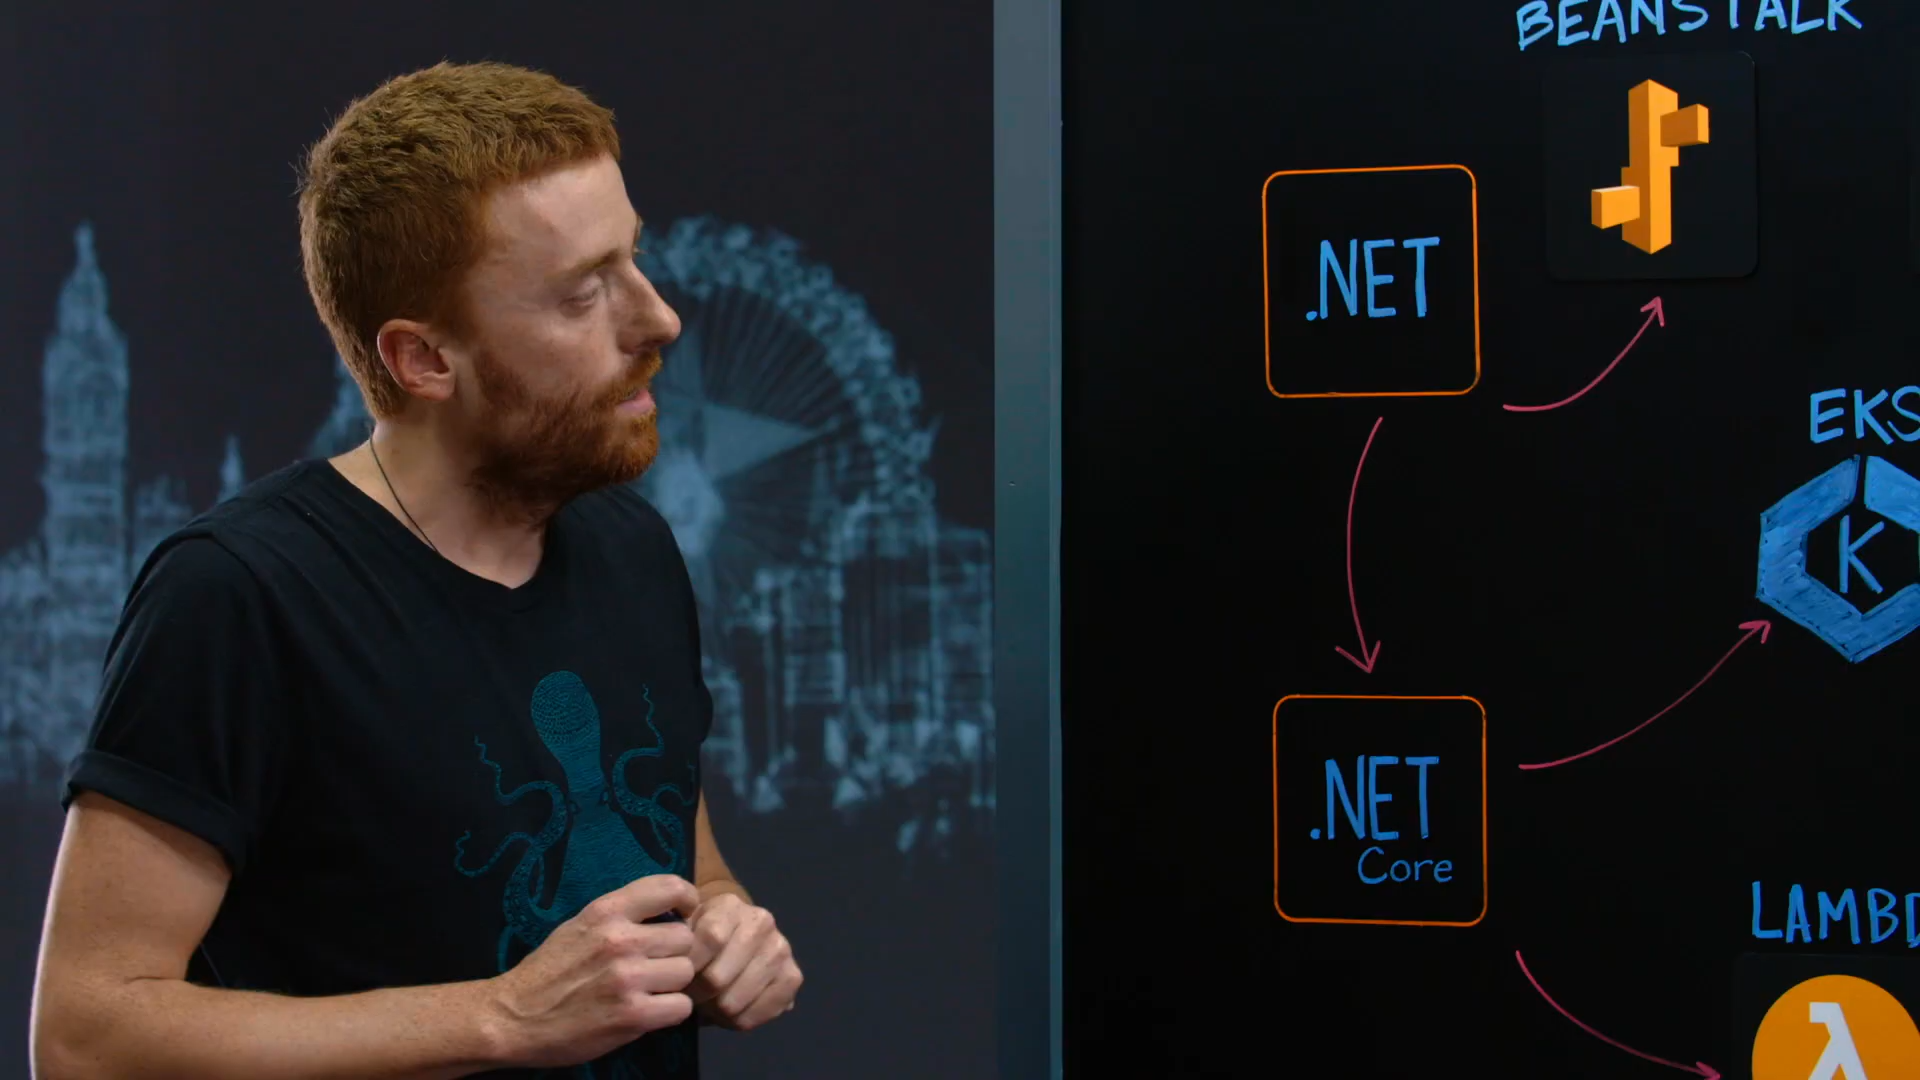 BEANSTALK
.NET
EKS
K
.NET
Core
LAMBD
λ